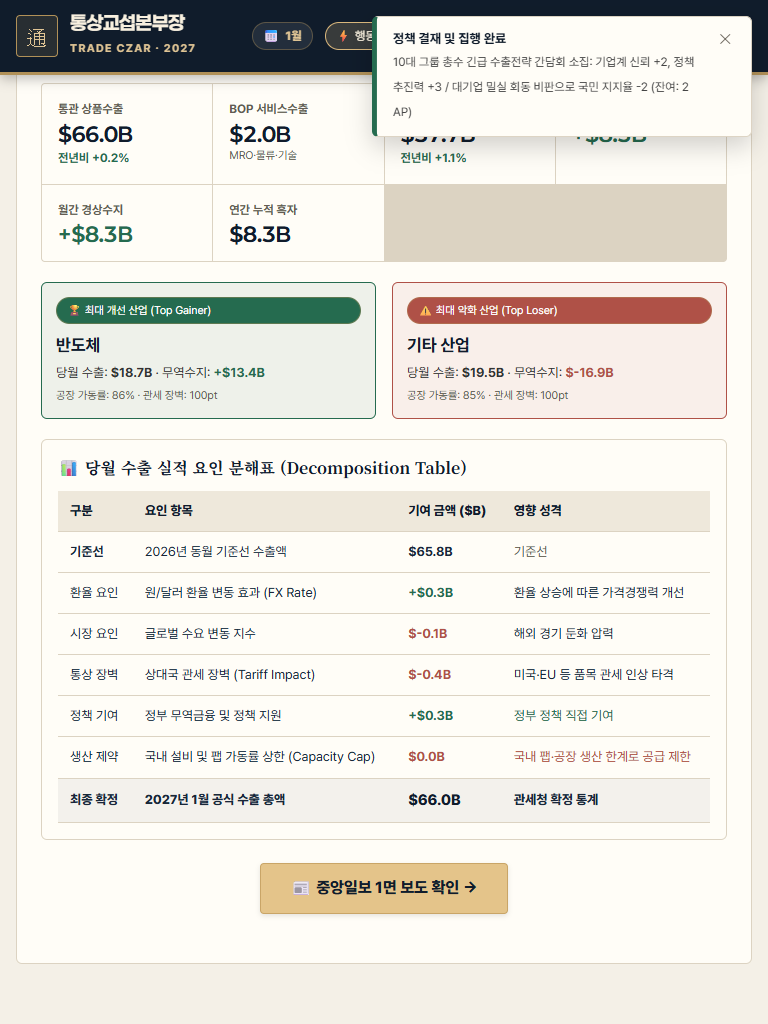 通
통상교섭본부장
TRADE CZAR · 2027
1월
정책 결재 및 집행 완료
10대 그룹 총수 긴급 수출전략 간담회 소집: 기업계 신뢰 +2, 정책
추진력 +3 / 대기업 밀실 회동 비판으로 국민 지지율 -2 (잔여: 2
AP)
통관 상품수출
$66.0B
전년비 +0.2%
BOP 서비스수출
$2.0B
MRO·물류·기술
전년비 +1.1%
월간 경상수지
+$8.3B
연간 누적 흑자
$8.3B
🏆 최대 개선 산업 (Top Gainer)
반도체
당월 수출: $18.7B · 무역수지: +$13.4B
공장 가동률: 86% · 관세 장벽: 100pt
⚠️ 최대 악화 산업 (Top Loser)
기타 산업
당월 수출: $19.5B · 무역수지: $-16.9B
공장 가동률: 85% · 관세 장벽: 100pt
📊 당월 수출 실적 요인 분해표 (Decomposition Table)
구분 요인 항목 기여 금액 ($B) 영향 성격
기준선 2026년 동월 기준선 수출액 $65.8B 기준선
환율 요인 원/달러 환율 변동 효과 (FX Rate) +$0.3B 환율 상승에 따른 가격경쟁력 개선
시장 요인 글로벌 수요 변동 지수 $-0.1B 해외 경기 둔화 압력
통상 장벽 상대국 관세 장벽 (Tariff Impact) $-0.4B 미국·EU 등 품목 관세 인상 타격
정책 기여 정부 무역금융 및 정책 지원 +$0.3B 정부 정책 직접 기여
생산 제약 국내 설비 및 팹 가동률 상한 (Capacity Cap) $0.0B 국내 팹·공장 생산 한계로 공급 제한
최종 확정 2027년 1월 공식 수출 총액 $66.0B 관세청 확정 통계
📰 중앙일보 1면 보도 확인 →